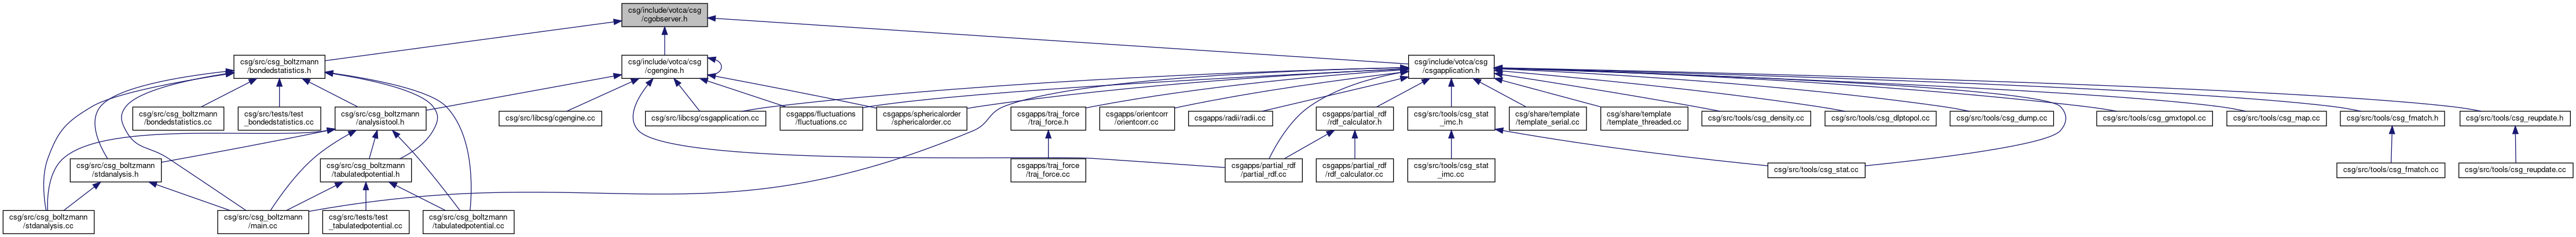 csg/include/votca/csg
/cgobserver.h
csg/src/csg_boltzmann
/bondedstatistics.h
csg/include/votca/csg
/cgengine.h
csg/include/votca/csg
/csgapplication.h
csg/src/csg_boltzmann
/bondedstatistics.cc
csg/src/tests/test
_bondedstatistics.cc
csg/src/csg_boltzmann
/analysistool.h
csg/src/libcsg/cgengine.cc
csg/src/libcsg/csgapplication.cc
csgapps/fluctuations
/fluctuations.cc
csgapps/sphericalorder
/sphericalorder.cc
csgapps/traj_force
/traj_force.h
csgapps/orientcorr
/orientcorr.cc
csgapps/radii/radii.cc
csgapps/partial_rdf
/rdf_calculator.h
csg/src/tools/csg_stat
_imc.h
csg/share/template
/template_serial.cc
csg/share/template
/template_threaded.cc
csg/src/tools/csg_density.cc
csg/src/tools/csg_dlptopol.cc
csg/src/tools/csg_dump.cc
csg/src/tools/csg_gmxtopol.cc
csg/src/tools/csg_map.cc
csg/src/tools/csg_fmatch.h
csg/src/tools/csg_reupdate.h
csg/src/csg_boltzmann
/stdanalysis.h
csg/src/csg_boltzmann
/tabulatedpotential.h
csgapps/traj_force
/traj_force.cc
csgapps/partial_rdf
/partial_rdf.cc
csgapps/partial_rdf
/rdf_calculator.cc
csg/src/tools/csg_stat
_imc.cc
csg/src/tools/csg_stat.cc
csg/src/tools/csg_fmatch.cc
csg/src/tools/csg_reupdate.cc
csg/src/csg_boltzmann
/stdanalysis.cc
csg/src/csg_boltzmann
/main.cc
csg/src/tests/test
_tabulatedpotential.cc
csg/src/csg_boltzmann
/tabulatedpotential.cc